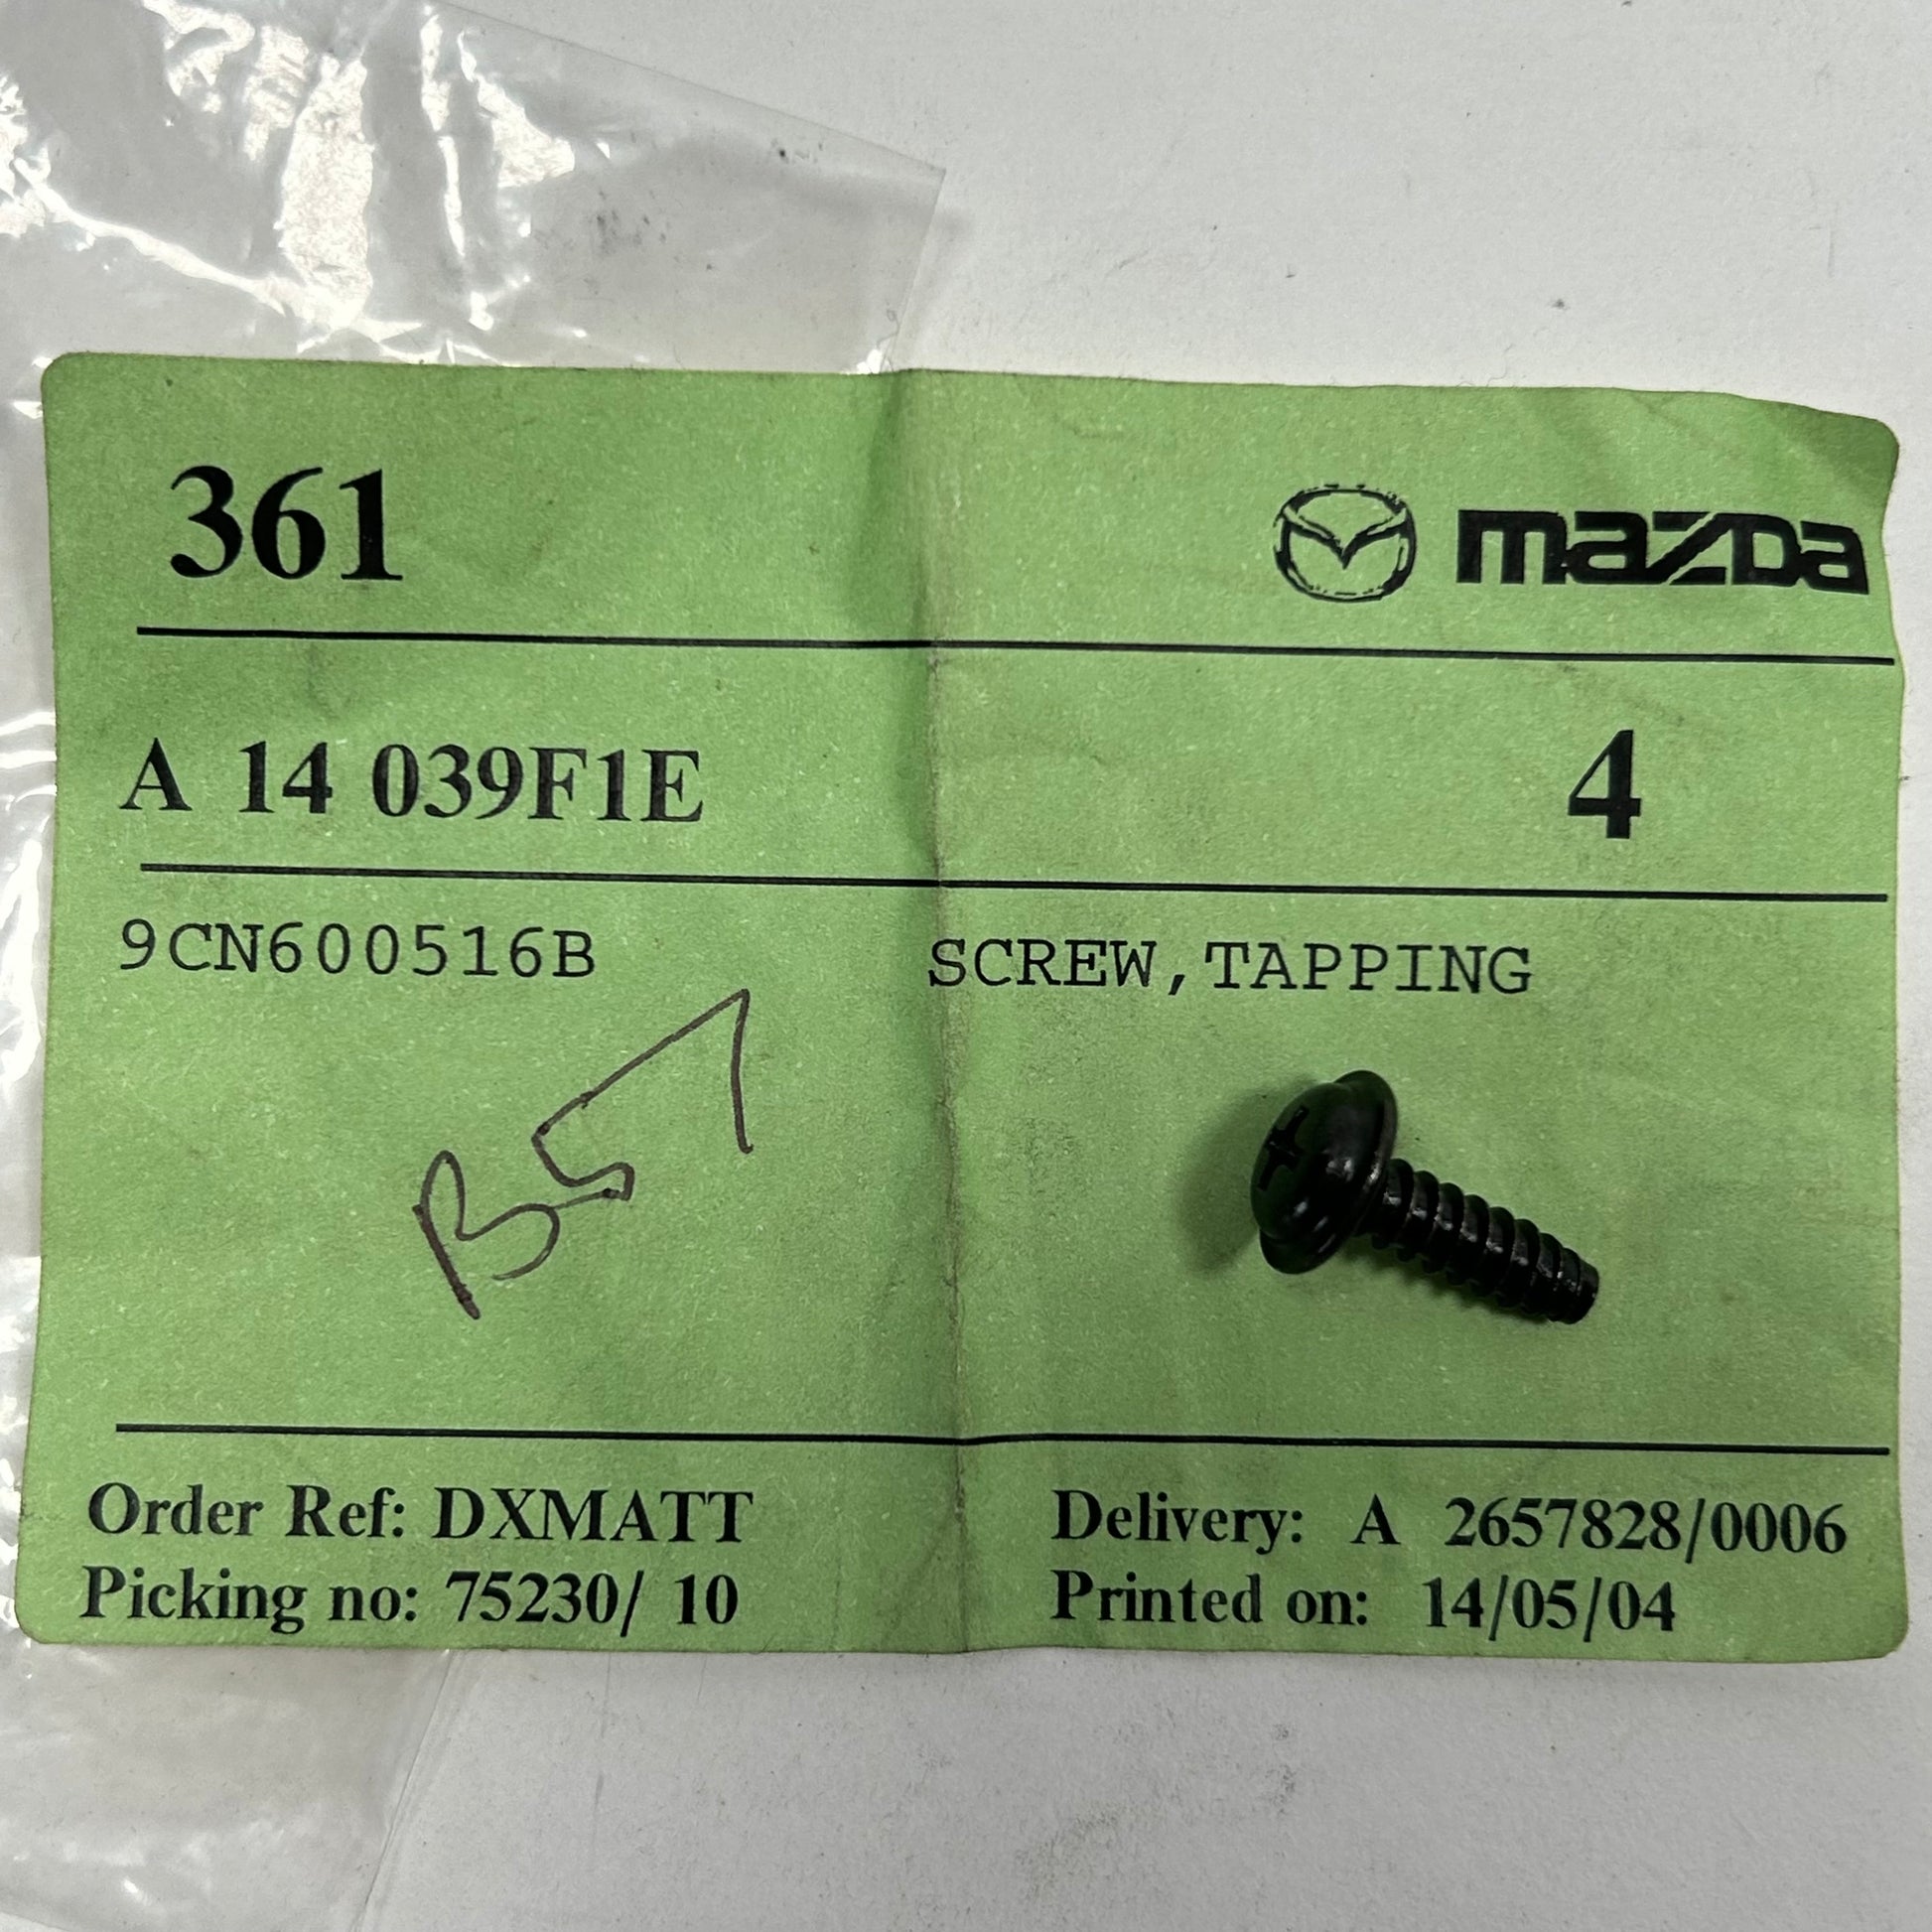 361 mazda
A 14 039F1E 4
9CN600516B SCREW,TAPPING
B57
Order Ref: DXMATT Delivery: A 2657828/0006
Picking no: 75230/ 10 Printed on: 14/05/04